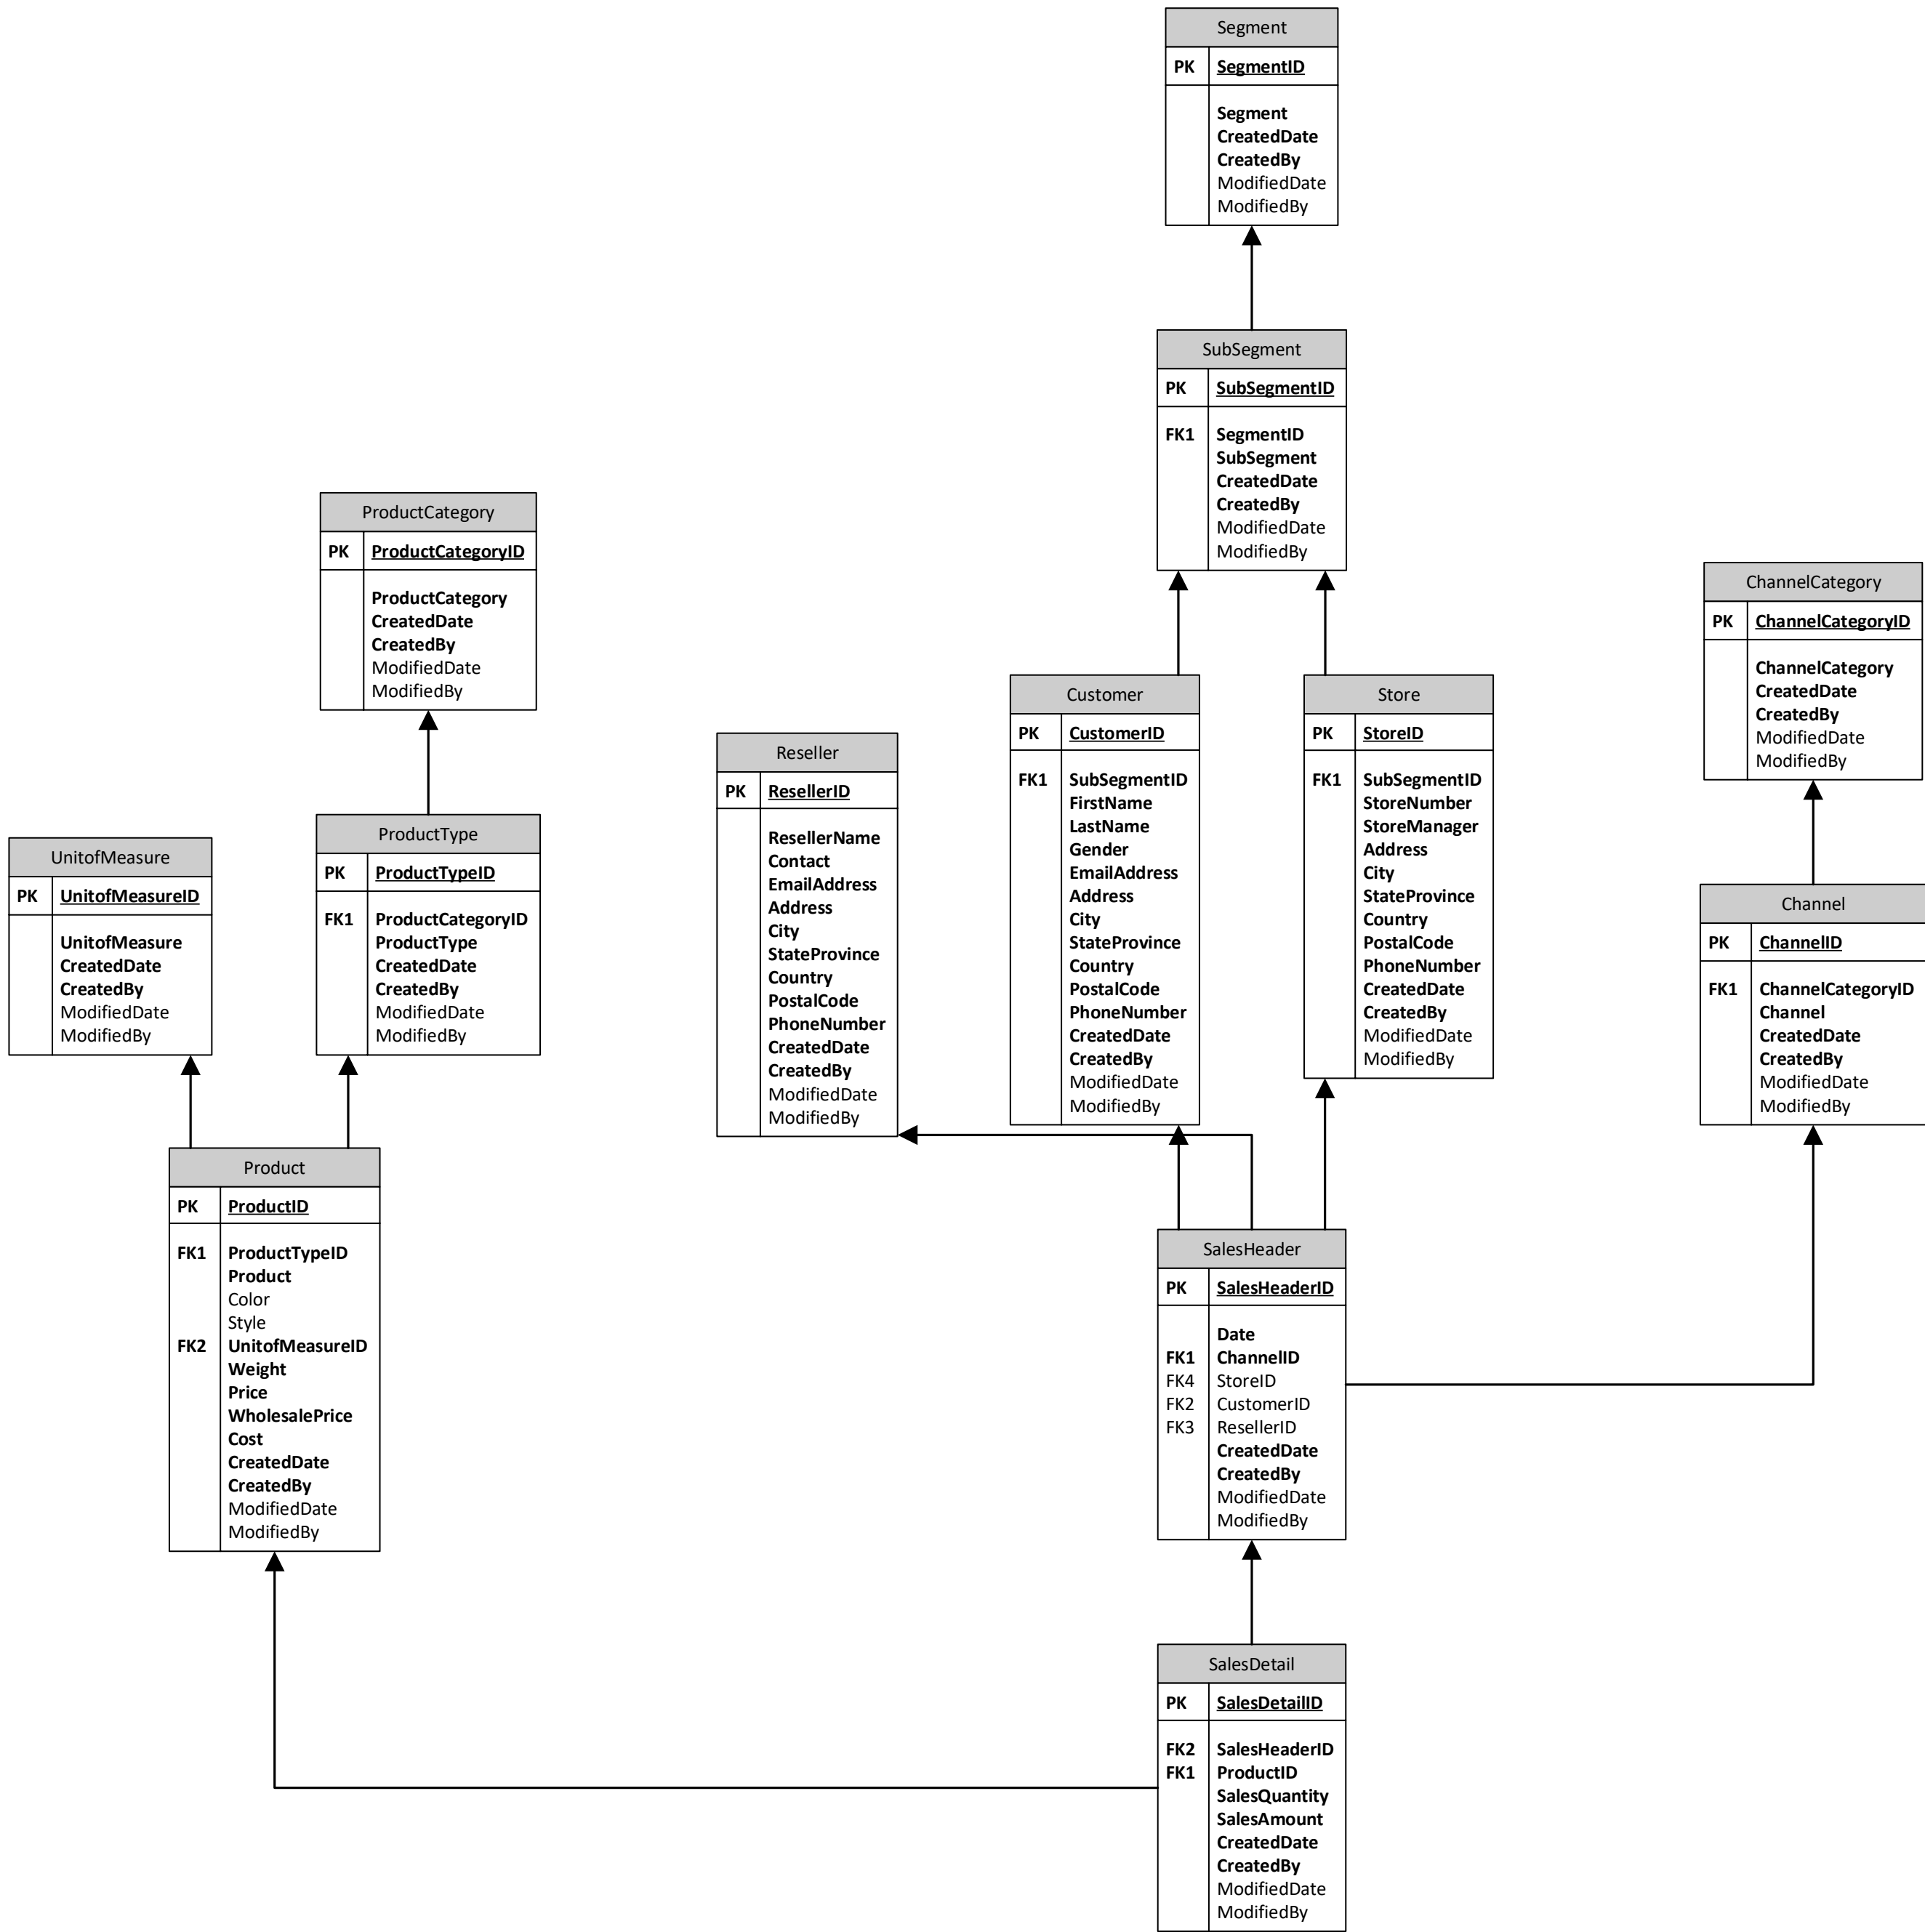 Segment
PK SegmentID
Segment
CreatedDate
CreatedBy
ModifiedDate
ModifiedBy
SubSegment
PK SubSegmentID
FK1 SegmentID
SubSegment
CreatedDate
CreatedBy
ModifiedDate
ModifiedBy
ProductCategory
PK ProductCategoryID
ProductCategory
CreatedDate
CreatedBy
ModifiedDate
ModifiedBy
ChannelCategory
PK ChannelCategoryID
ChannelCategory
CreatedDate
CreatedBy
ModifiedDate
ModifiedBy
Customer
PK CustomerID
FK1 SubSegmentID
FirstName
LastName
Gender
EmailAddress
Address
City
StateProvince
Country
PostalCode
PhoneNumber
CreatedDate
CreatedBy
ModifiedDate
ModifiedBy
Store
PK StoreID
FK1 SubSegmentID
StoreNumber
StoreManager
Address
City
StateProvince
Country
PostalCode
PhoneNumber
CreatedDate
CreatedBy
ModifiedDate
ModifiedBy
Reseller
PK ResellerID
ResellerName
Contact
EmailAddress
Address
City
StateProvince
Country
PostalCode
PhoneNumber
CreatedDate
CreatedBy
ModifiedDate
ModifiedBy
ProductType
PK ProductTypeID
FK1 ProductCategoryID
ProductType
CreatedDate
CreatedBy
ModifiedDate
ModifiedBy
UnitofMeasure
PK UnitofMeasureID
UnitofMeasure
CreatedDate
CreatedBy
ModifiedDate
ModifiedBy
Channel
PK ChannelID
FK1 ChannelCategoryID
Channel
CreatedDate
CreatedBy
ModifiedDate
ModifiedBy
Product
PK ProductID
FK1 ProductTypeID
Product
Color
Style
FK2 UnitofMeasureID
Weight
Price
WholesalePrice
Cost
CreatedDate
CreatedBy
ModifiedDate
ModifiedBy
SalesHeader
PK SalesHeaderID
Date
FK1 ChannelID
FK4 StoreID
FK2 CustomerID
FK3 ResellerID
CreatedDate
CreatedBy
ModifiedDate
ModifiedBy
SalesDetail
PK SalesDetailID
FK2 SalesHeaderID
FK1 ProductID
SalesQuantity
SalesAmount
CreatedDate
CreatedBy
ModifiedDate
ModifiedBy